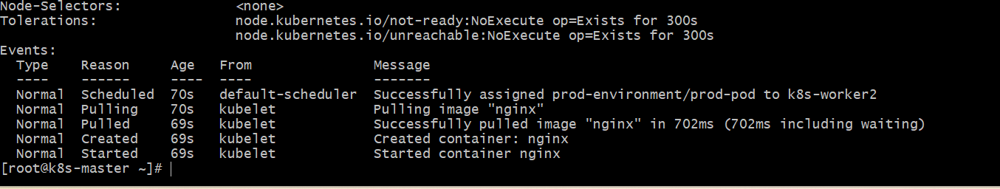 Node-Selectors:              <none>
Tolerations:                 node.kubernetes.io/not-ready:NoExecute op=Exists for 300s
                             node.kubernetes.io/unreachable:NoExecute op=Exists for 300s
Events:
  Type    Reason     Age   From               Message
  ----    ------     ----  ----               -------
  Normal  Scheduled  70s   default-scheduler  Successfully assigned prod-environment/prod-pod to k8s-worker2
  Normal  Pulling    70s   kubelet            Pulling image "nginx"
  Normal  Pulled     69s   kubelet            Successfully pulled image "nginx" in 702ms (702ms including waiting)
  Normal  Created    69s   kubelet            Created container: nginx
  Normal  Started    69s   kubelet            Started container nginx
[root@k8s-master ~]#